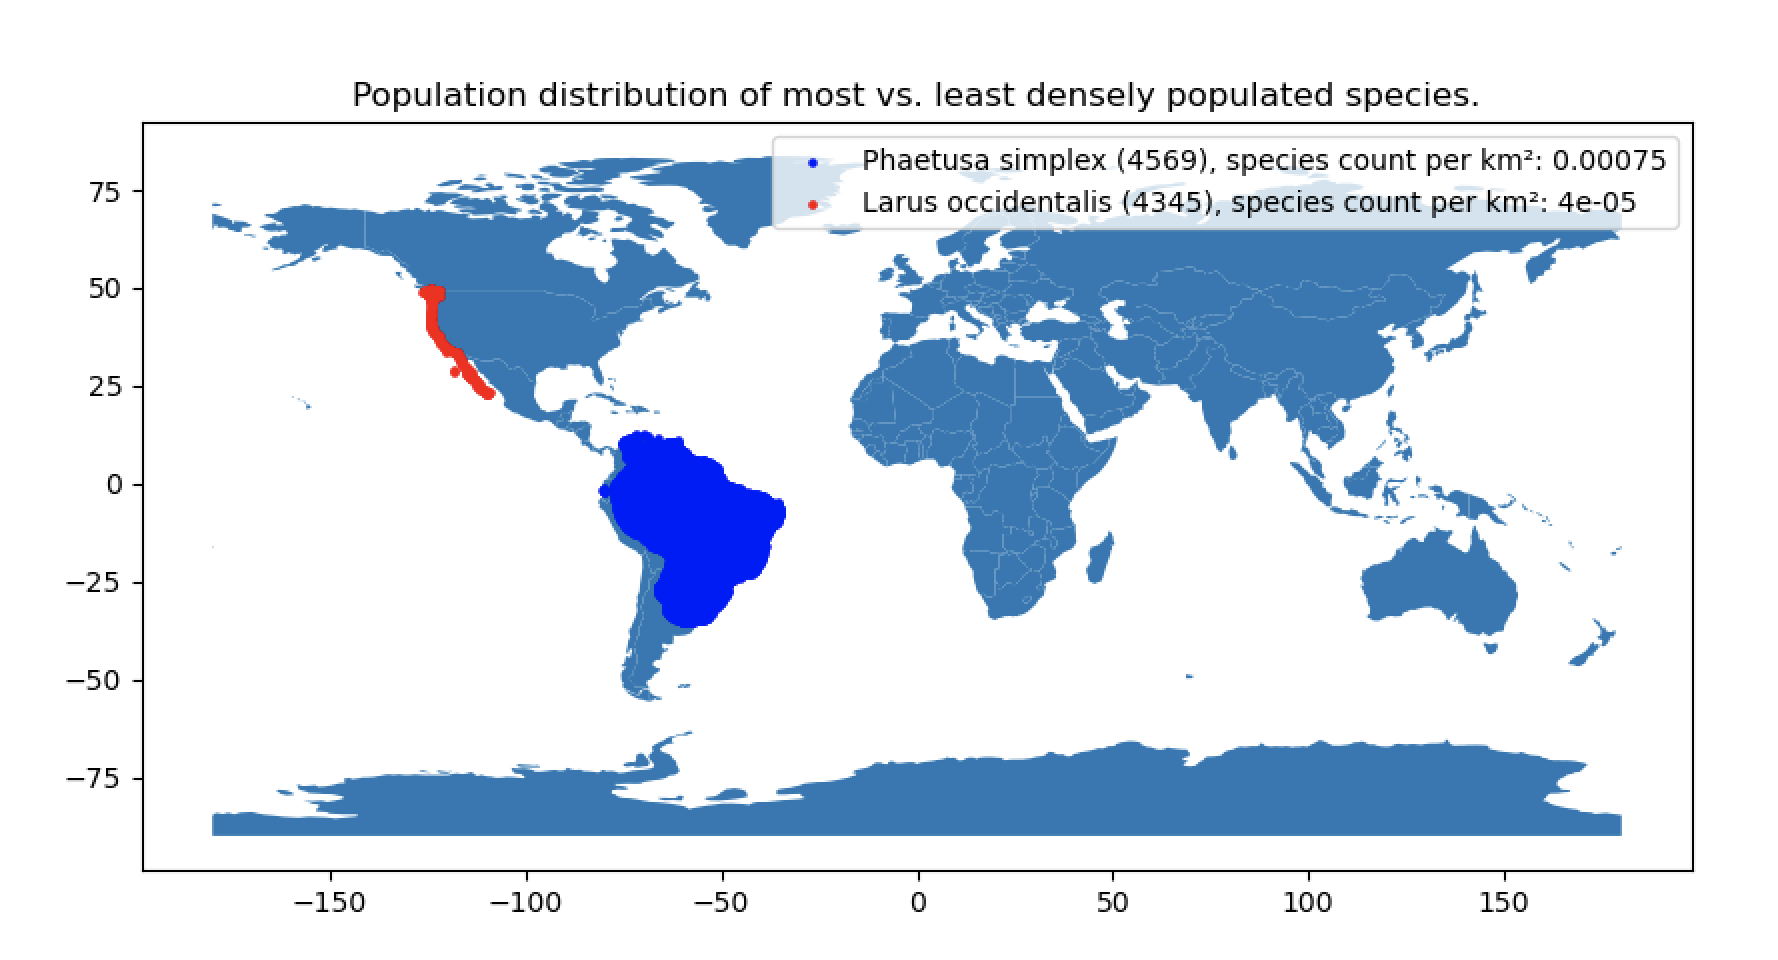 Population distribution of most vs. least densely populated species.
Phaetusa simplex (4569), species count per km²: 0.00075
Larus occidentalis (4345), species count per km²: 4e-05
75
50
25
0
−25
−50
−75
−150 −100 −50 0 50 100 150